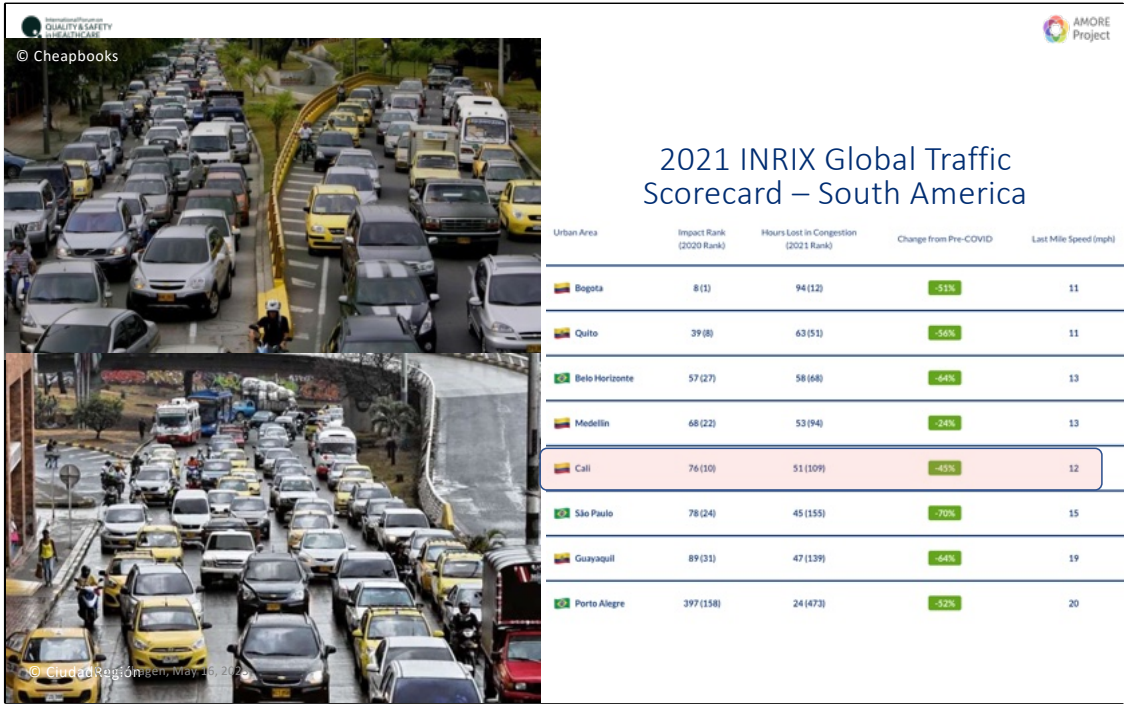 International Forum on
QUALITY & SAFETY
in HEALTHCARE
AMORE
Project
© Cheapbooks
2021 INRIX Global Traffic
Scorecard – South America
Urban Area Impact Rank (2020 Rank) Hours Lost in Congestion (2021 Rank) Change from Pre-COVID Last Mile Speed (mph)
Bogota 8 (1) 94 (12) -51% 11
Quito 39 (8) 63 (51) -56% 11
Belo Horizonte 57 (27) 58 (68) -64% 13
Medellin 68 (22) 53 (94) -24% 13
Cali 76 (10) 51 (109) -45% 12
São Paulo 78 (24) 45 (155) -70% 15
Guayaquil 89 (31) 47 (139) -64% 19
Porto Alegre 397 (158) 24 (473) -52% 20
© Ciudad Región
May 16,